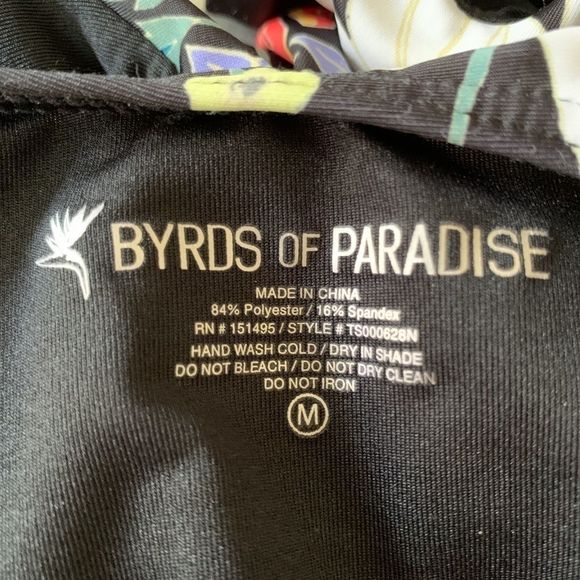 BYRDS OF PARADISE
MADE IN CHINA
84% Polyester / 16% Spandex
RN # 151495 / STYLE # TS000628N
HAND WASH COLD / DRY IN SHADE
DO NOT BLEACH / DO NOT DRY CLEAN
DO NOT IRON
M